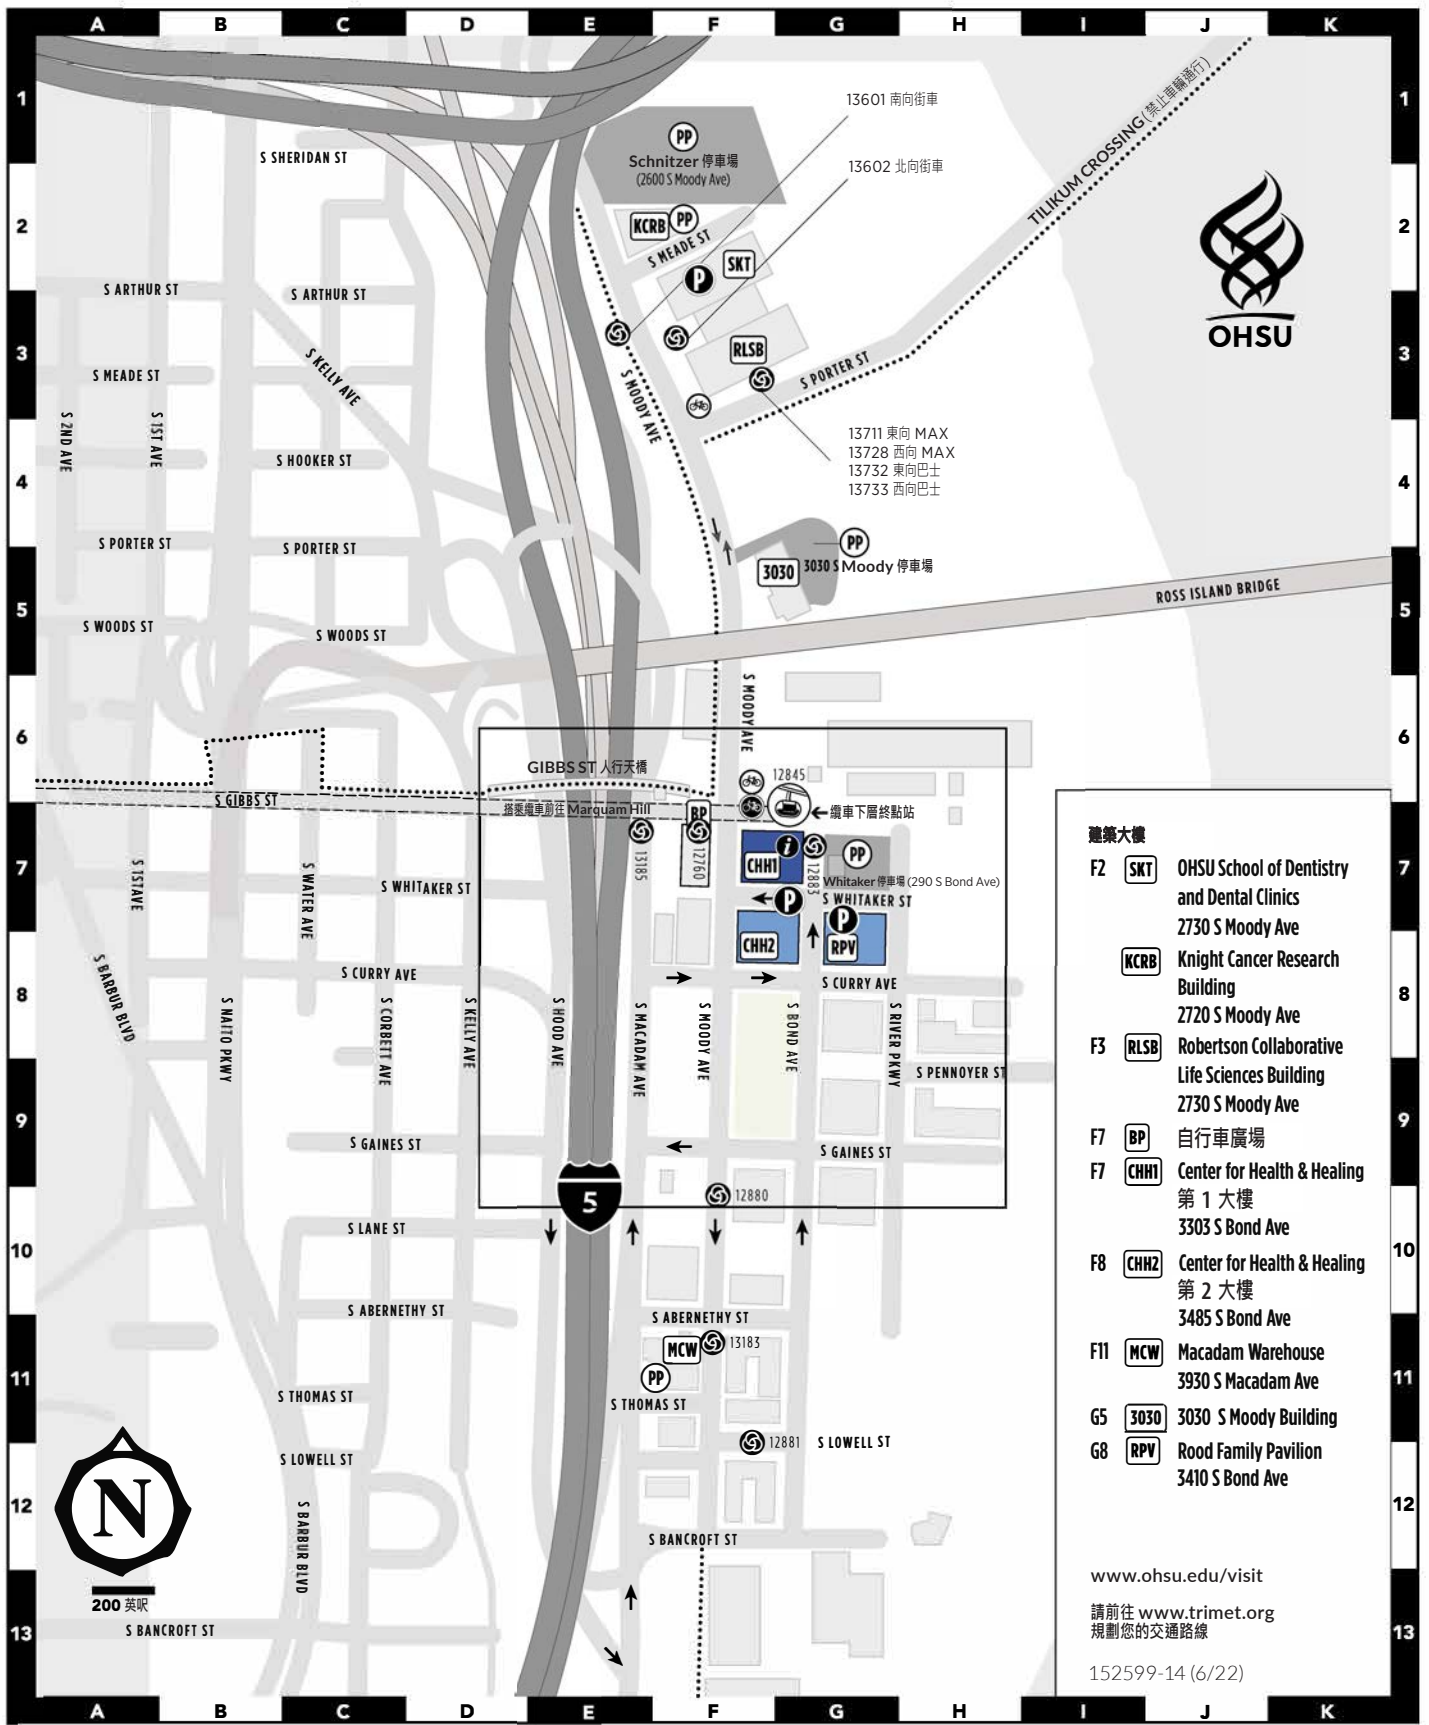 A B C D E F G H I J K
1
1
13601 南向街車
TILIKUM CROSSING (禁止車輛通行)
PP
S SHERIDAN ST
Schnitzer 停車場
(2600 S Moody Ave)
13602 北向街車
2
2
KCRB
PP
S MEADE ST
SKT
P
OHSU
S ARTHUR ST
S ARTHUR ST
3
3
RLSB
S PORTER ST
S MEADE ST
S KELLY AVE
S MOODY AVE
S 2ND AVE
S 1ST AVE
13711 東向 MAX
13728 西向 MAX
13732 東向巴士
13733 西向巴士
S HOOKER ST
4
4
S PORTER ST
S PORTER ST
PP
3030
3030 S Moody 停車場
ROSS ISLAND BRIDGE
5
5
S WOODS ST
S WOODS ST
S MOODY AVE
6
6
GIBBS ST 人行天橋
12845
S GIBBS ST
搭乘纜車前往 Marquam Hill
BP
纜車下層終點站
13185
12760
CHH1
i
12883
PP
Whitaker 停車場 (290 S Bond Ave)
7
7
S 1ST AVE
S WATER AVE
S WHITAKER ST
P
S WHITAKER ST
CHH2
P
RPV
S BARBUR BLVD
S CURRY AVE
S CURRY AVE
8
8
S NAITO PKWY
S CORBETT AVE
S KELLY AVE
S HOOD AVE
S MACADAM AVE
S MOODY AVE
S BOND AVE
S RIVER PKWY
S PENNOYER ST
9
9
S GAINES ST
S GAINES ST
5
12880
S LANE ST
10
10
S ABERNETHY ST
S ABERNETHY ST
MCW
13183
PP
11
11
S THOMAS ST
S THOMAS ST
12881
S LOWELL ST
S LOWELL ST
N
12
12
S BARBUR BLVD
S BANCROFT ST
200 英呎
S BANCROFT ST
13
13
建築大樓
F2 SKT OHSU School of Dentistry
and Dental Clinics
2730 S Moody Ave
KCRB Knight Cancer Research
Building
2720 S Moody Ave
F3 RLSB Robertson Collaborative
Life Sciences Building
2730 S Moody Ave
F7 BP 自行車廣場
F7 CHH1 Center for Health & Healing
第 1 大樓
3303 S Bond Ave
F8 CHH2 Center for Health & Healing
第 2 大樓
3485 S Bond Ave
F11 MCW Macadam Warehouse
3930 S Macadam Ave
G5 3030 3030 S Moody Building
G8 RPV Rood Family Pavilion
3410 S Bond Ave
www.ohsu.edu/visit
請前往 www.trimet.org
規劃您的交通路線
152599-14 (6/22)
A B C D E F G H I J K